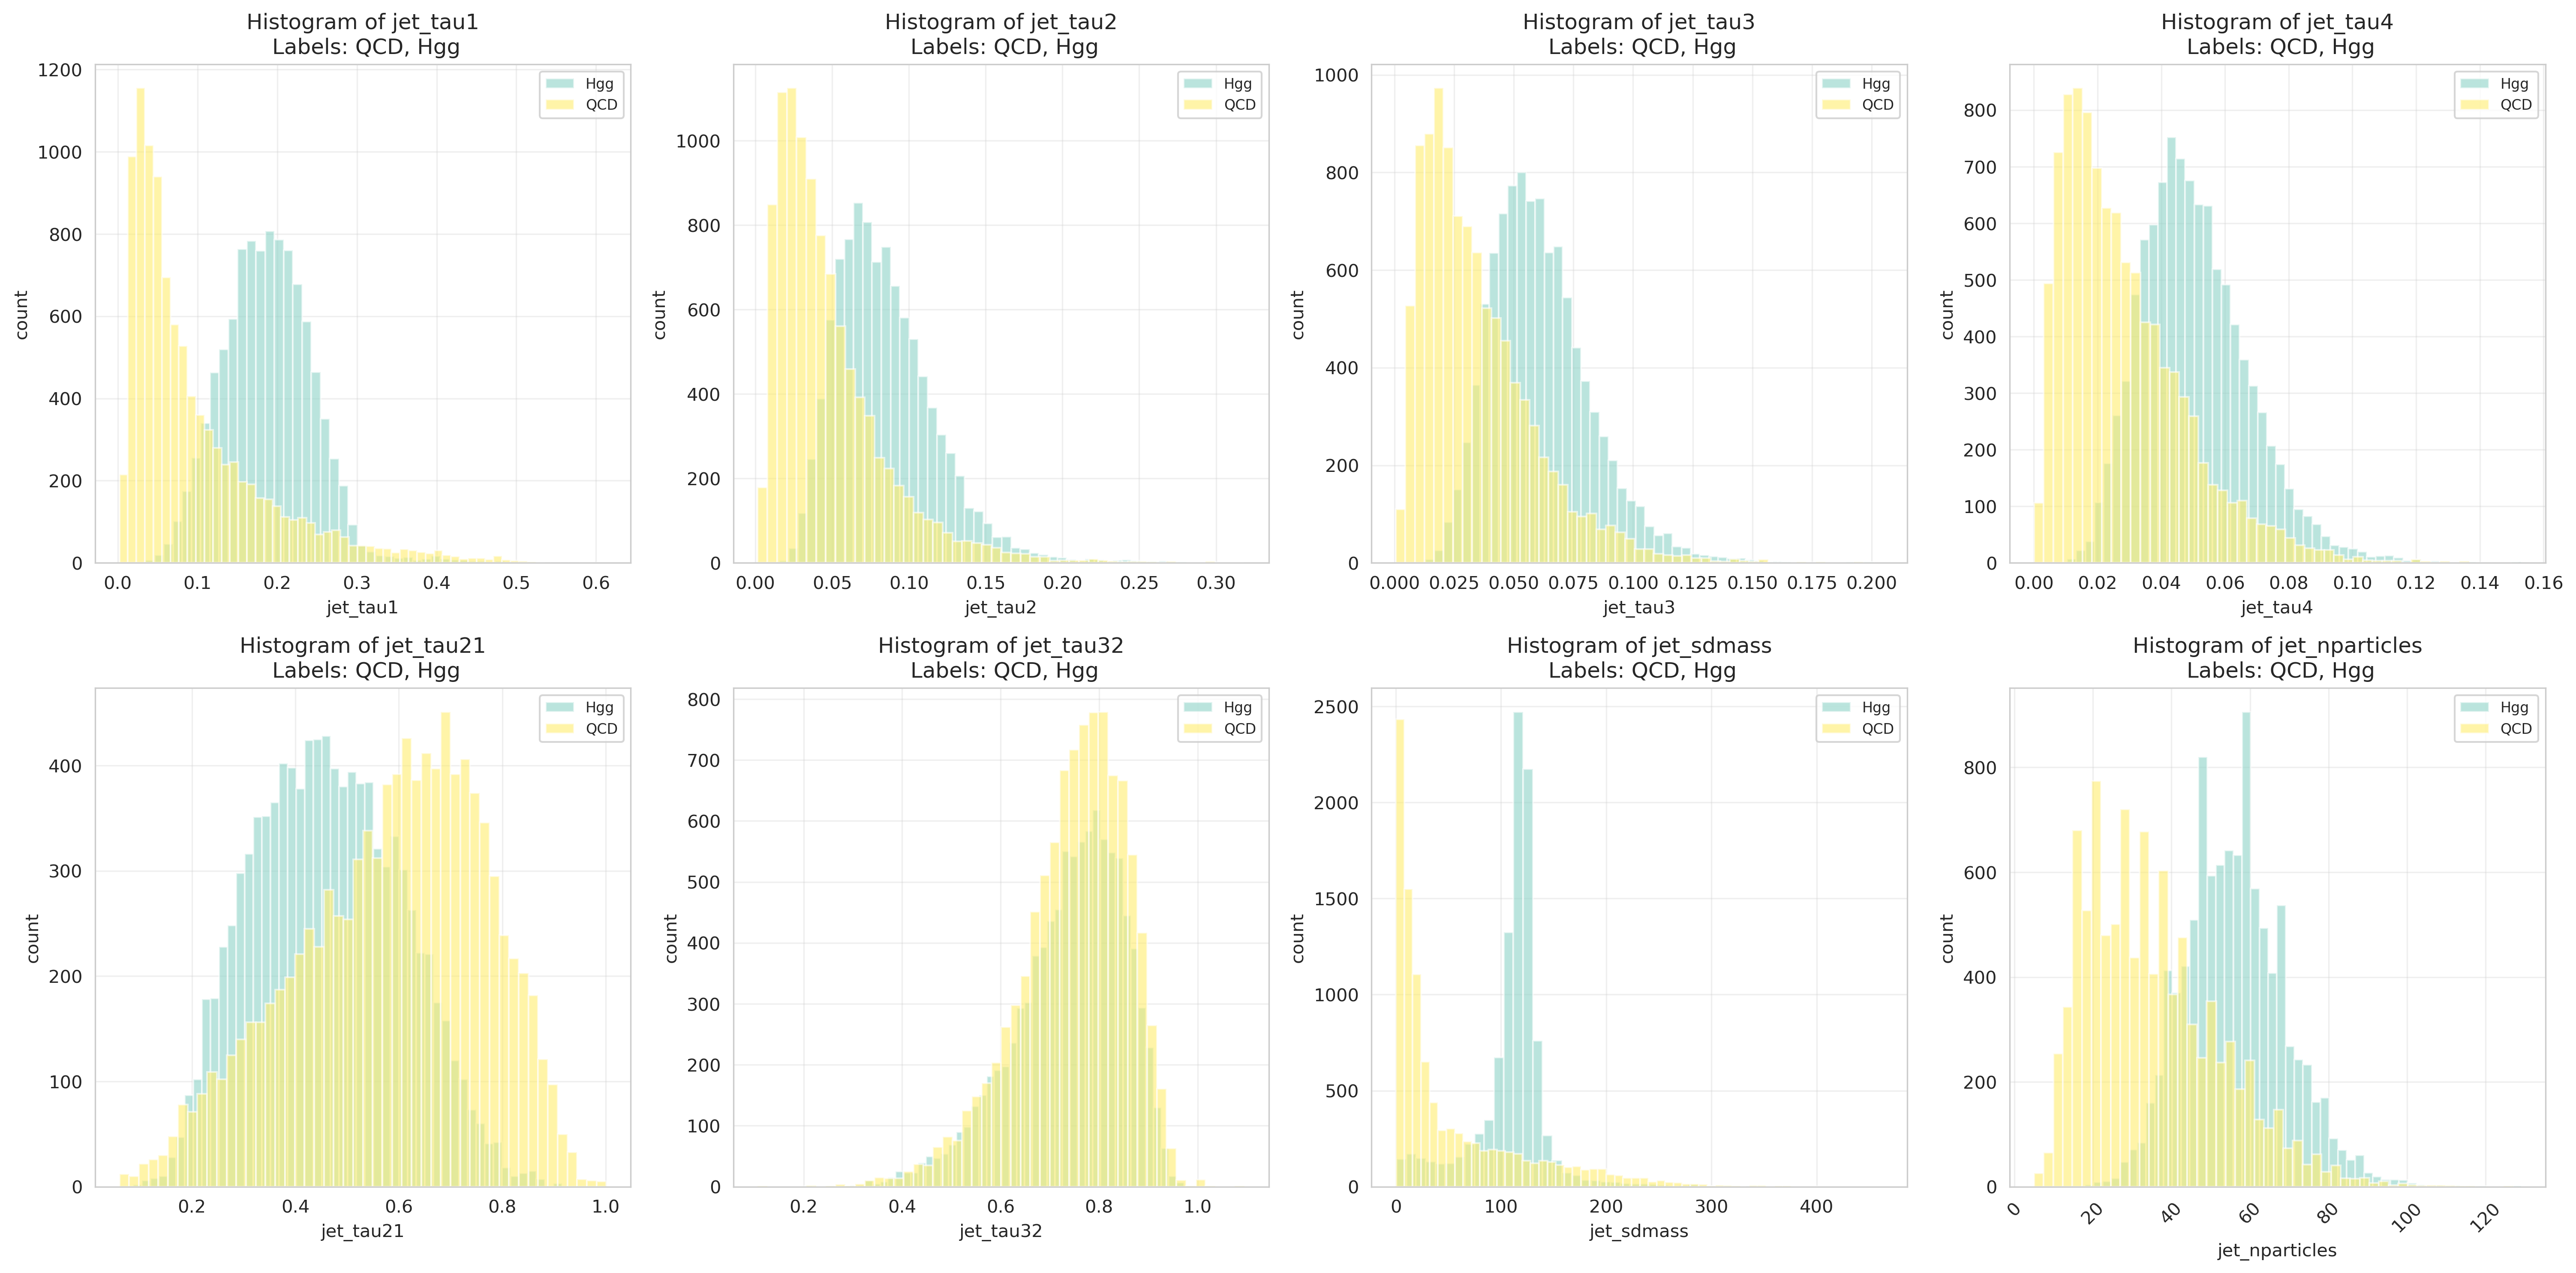 Histogram of jet_tau1
Labels: QCD, Hgg
Hgg
QCD
1200
1000
800
600
400
200
0
count
0.0 0.1 0.2 0.3 0.4 0.5 0.6
jet_tau1
Histogram of jet_tau2
Labels: QCD, Hgg
Hgg
QCD
1000
800
600
400
200
0
count
0.00 0.05 0.10 0.15 0.20 0.25 0.30
jet_tau2
Histogram of jet_tau3
Labels: QCD, Hgg
Hgg
QCD
1000
800
600
400
200
0
count
0.000 0.025 0.050 0.075 0.100 0.125 0.150 0.175 0.200
jet_tau3
Histogram of jet_tau4
Labels: QCD, Hgg
Hgg
QCD
800
700
600
500
400
300
200
100
0
count
0.00 0.02 0.04 0.06 0.08 0.10 0.12 0.14 0.16
jet_tau4
Histogram of jet_tau21
Labels: QCD, Hgg
Hgg
QCD
400
300
200
100
0
count
0.2 0.4 0.6 0.8 1.0
jet_tau21
Histogram of jet_tau32
Labels: QCD, Hgg
Hgg
QCD
800
700
600
500
400
300
200
100
0
count
0.2 0.4 0.6 0.8 1.0
jet_tau32
Histogram of jet_sdmass
Labels: QCD, Hgg
Hgg
QCD
2500
2000
1500
1000
500
0
count
0 100 200 300 400
jet_sdmass
Histogram of jet_nparticles
Labels: QCD, Hgg
Hgg
QCD
800
600
400
200
0
count
0 20 40 60 80 100 120
jet_nparticles